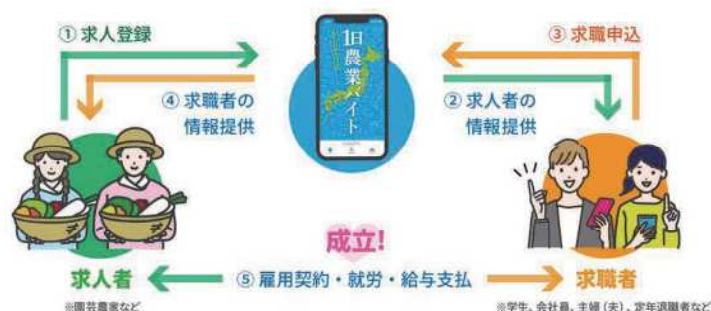 ① 求人登録
③ 求職申込
1日農業バイト
④ 求職者の
情報提供
② 求人者の
情報提供
成立!
求人者
⑤ 雇用契約・就労・給与支払
求職者
※園芸農家など
※学生、会社員、主婦(夫)、定年退職者など